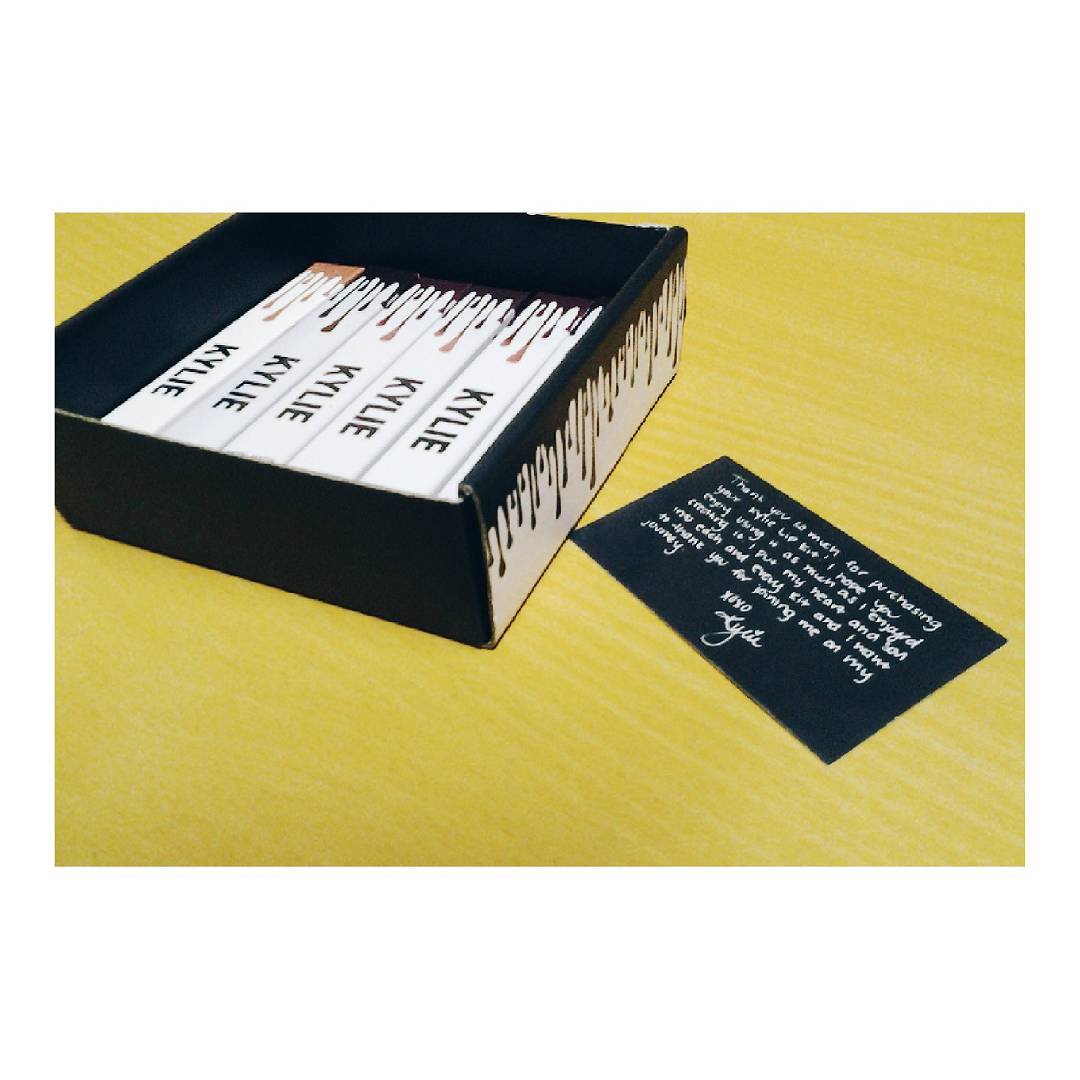 KYLIE
KYLIE
KYLIE
KYLIE
KYLIE
Thank you so much for purchasing
your Kylie Lip Kit! I hope you
enjoy using it as much as I enjoyed
creating it. I put my heart and soul
into each and every kit and I want
to thank you for joining me on my
journey
xoxo
Kylie